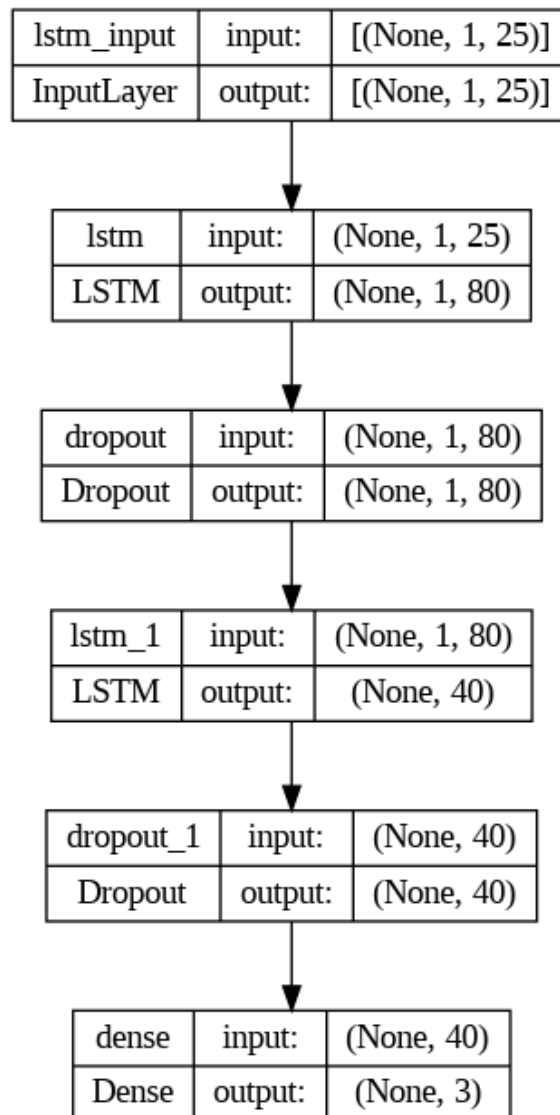 lstm_input input: [(None, 1, 25)]
InputLayer output: [(None, 1, 25)]
lstm input: (None, 1, 25)
LSTM output: (None, 1, 80)
dropout input: (None, 1, 80)
Dropout output: (None, 1, 80)
lstm_1 input: (None, 1, 80)
LSTM output: (None, 40)
dropout_1 input: (None, 40)
Dropout output: (None, 40)
dense input: (None, 40)
Dense output: (None, 3)